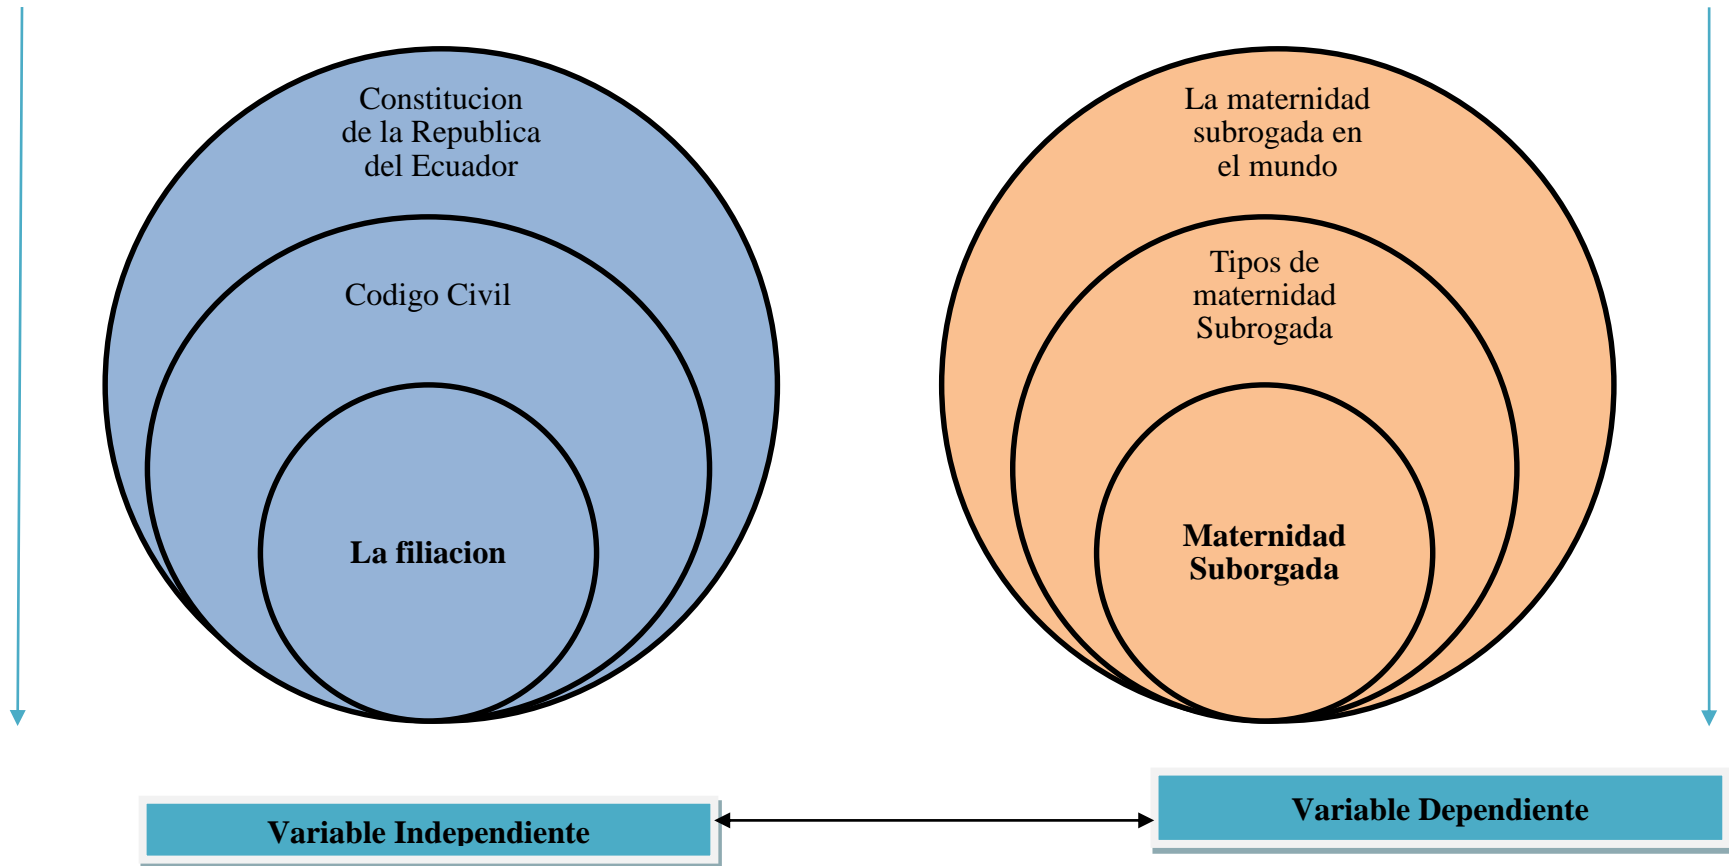 Constitucion
de la Republica
del Ecuador
Codigo Civil
La filiacion
La maternidad
subrogada en
el mundo
Tipos de
maternidad
Subrogada
Maternidad
Suborgada
Variable Independiente
Variable Dependiente